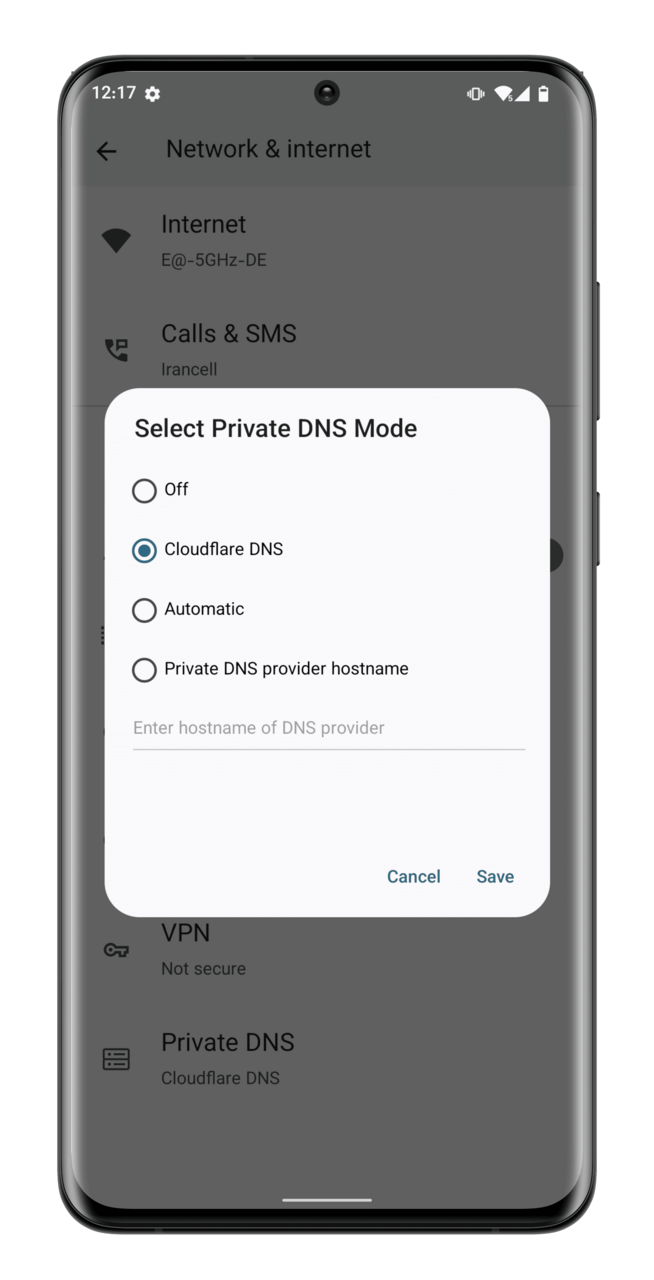 12:17
Network & internet
Internet
E@-5GHz-DE
Calls & SMS
Irancell
Select Private DNS Mode
Off
Cloudflare DNS
Automatic
Private DNS provider hostname
Enter hostname of DNS provider
Cancel Save
VPN
Not secure
Private DNS
Cloudflare DNS